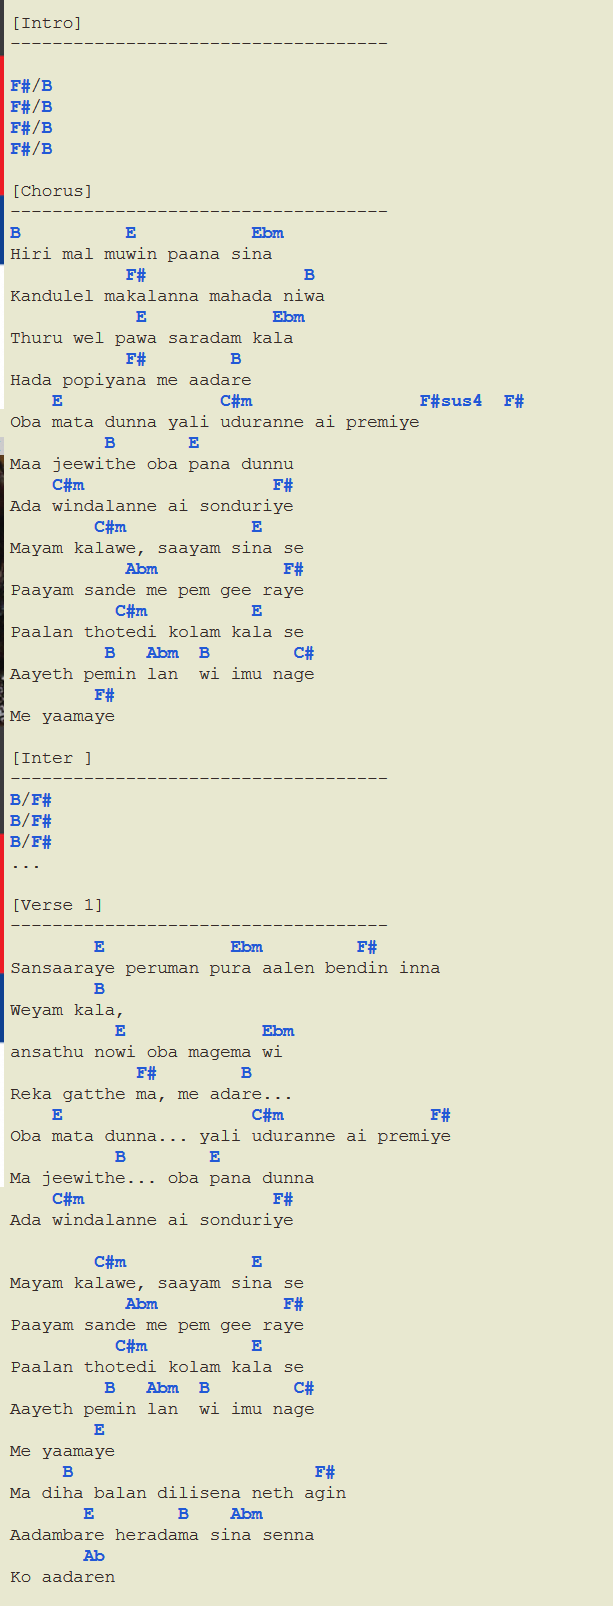 [Intro]
------------------------------------
F#/B
F#/B
F#/B
F#/B
[Chorus]
------------------------------------
B          E           Ebm
Hiri mal muwin paana sina
           F#               B
Kandulel makalanna mahada niwa
            E            Ebm
Thuru wel pawa saradam kala
           F#        B
Hada popiyana me aadare
    E               C#m                F#sus4  F#
Oba mata dunna yali uduranne ai premiye
         B       E
Maa jeewithe oba pana dunnu
    C#m                  F#
Ada windalanne ai sonduriye
        C#m            E
Mayam kalawe, saayam sina se
           Abm            F#
Paayam sande me pem gee raye
          C#m          E
Paalan thotedi kolam kala se
         B   Abm  B        C#
Aayeth pemin lan  wi imu nage
        F#
Me yaamaye
[Inter ]
------------------------------------
B/F#
B/F#
B/F#
...
[Verse 1]
------------------------------------
        E            Ebm         F#
Sansaaraye peruman pura aalen bendin inna
        B
Weyam kala,
          E             Ebm
ansathu nowi oba magema wi
            F#        B
Reka gatthe ma, me adare...
    E                  C#m              F#
Oba mata dunna... yali uduranne ai premiye
          B        E
Ma jeewithe... oba pana dunna
    C#m                  F#
Ada windalanne ai sonduriye
        C#m            E
Mayam kalawe, saayam sina se
           Abm            F#
Paayam sande me pem gee raye
          C#m          E
Paalan thotedi kolam kala se
         B   Abm  B        C#
Aayeth pemin lan  wi imu nage
        E
Me yaamaye
     B                       F#
Ma diha balan dilisena neth agin
       E        B    Abm
Aadambare heradama sina senna
       Ab
Ko aadaren